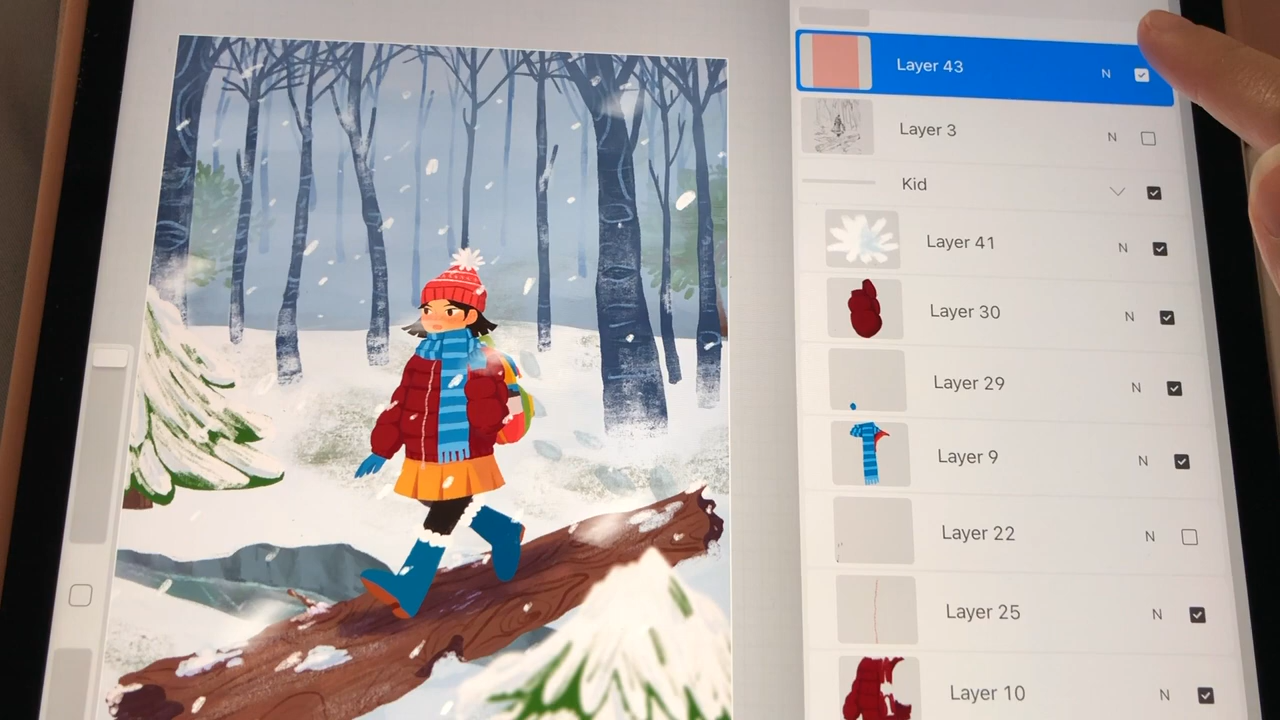 Layer 43 N
Layer 3 N
Kid
Layer 41 N
Layer 30 N
Layer 29 N
Layer 9 N
Layer 22 N
Layer 25 N
Layer 10 N